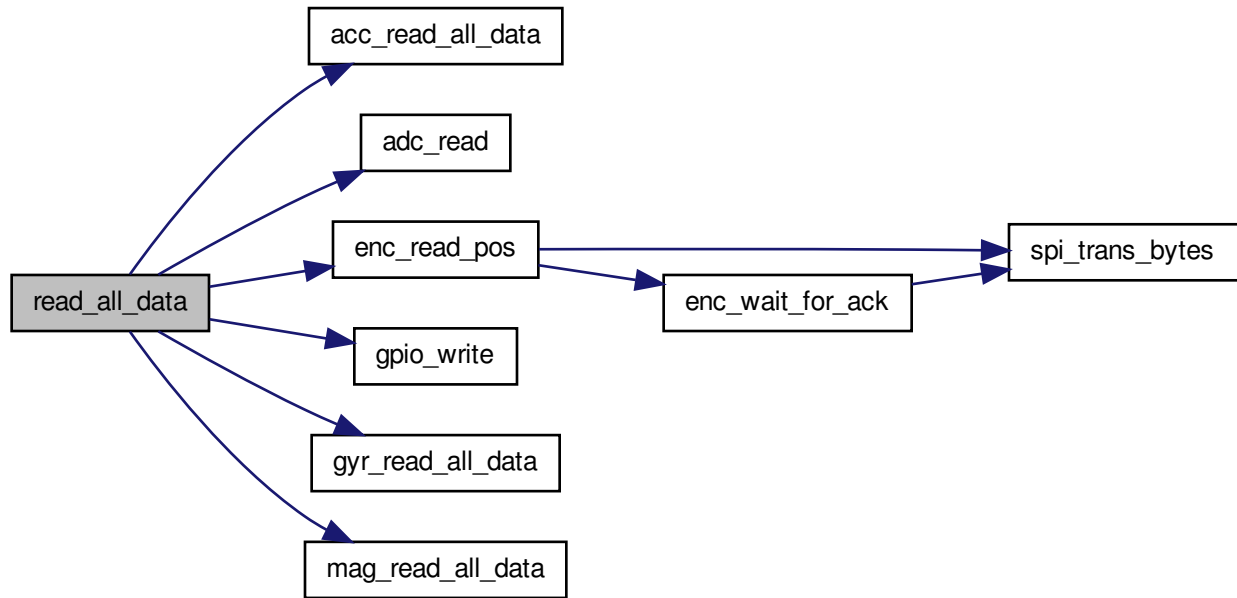 acc_read_all_data
adc_read
enc_read_pos
spi_trans_bytes
read_all_data
enc_wait_for_ack
gpio_write
gyr_read_all_data
mag_read_all_data